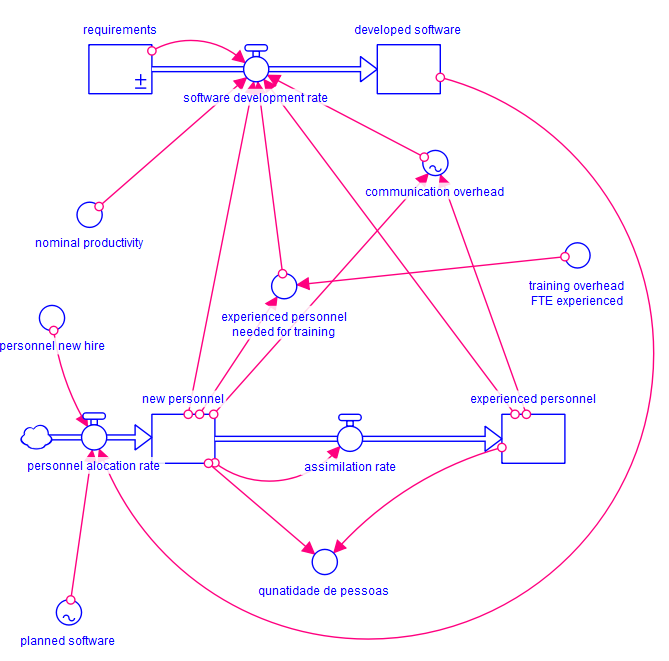 requirements
developed software
software development rate
communication overhead
nominal productivity
training overhead
FTE experienced
experienced personnel
needed for training
personnel new hire
new personnel
experienced personnel
personnel alocation rate
assimilation rate
qunatidade de pessoas
planned software